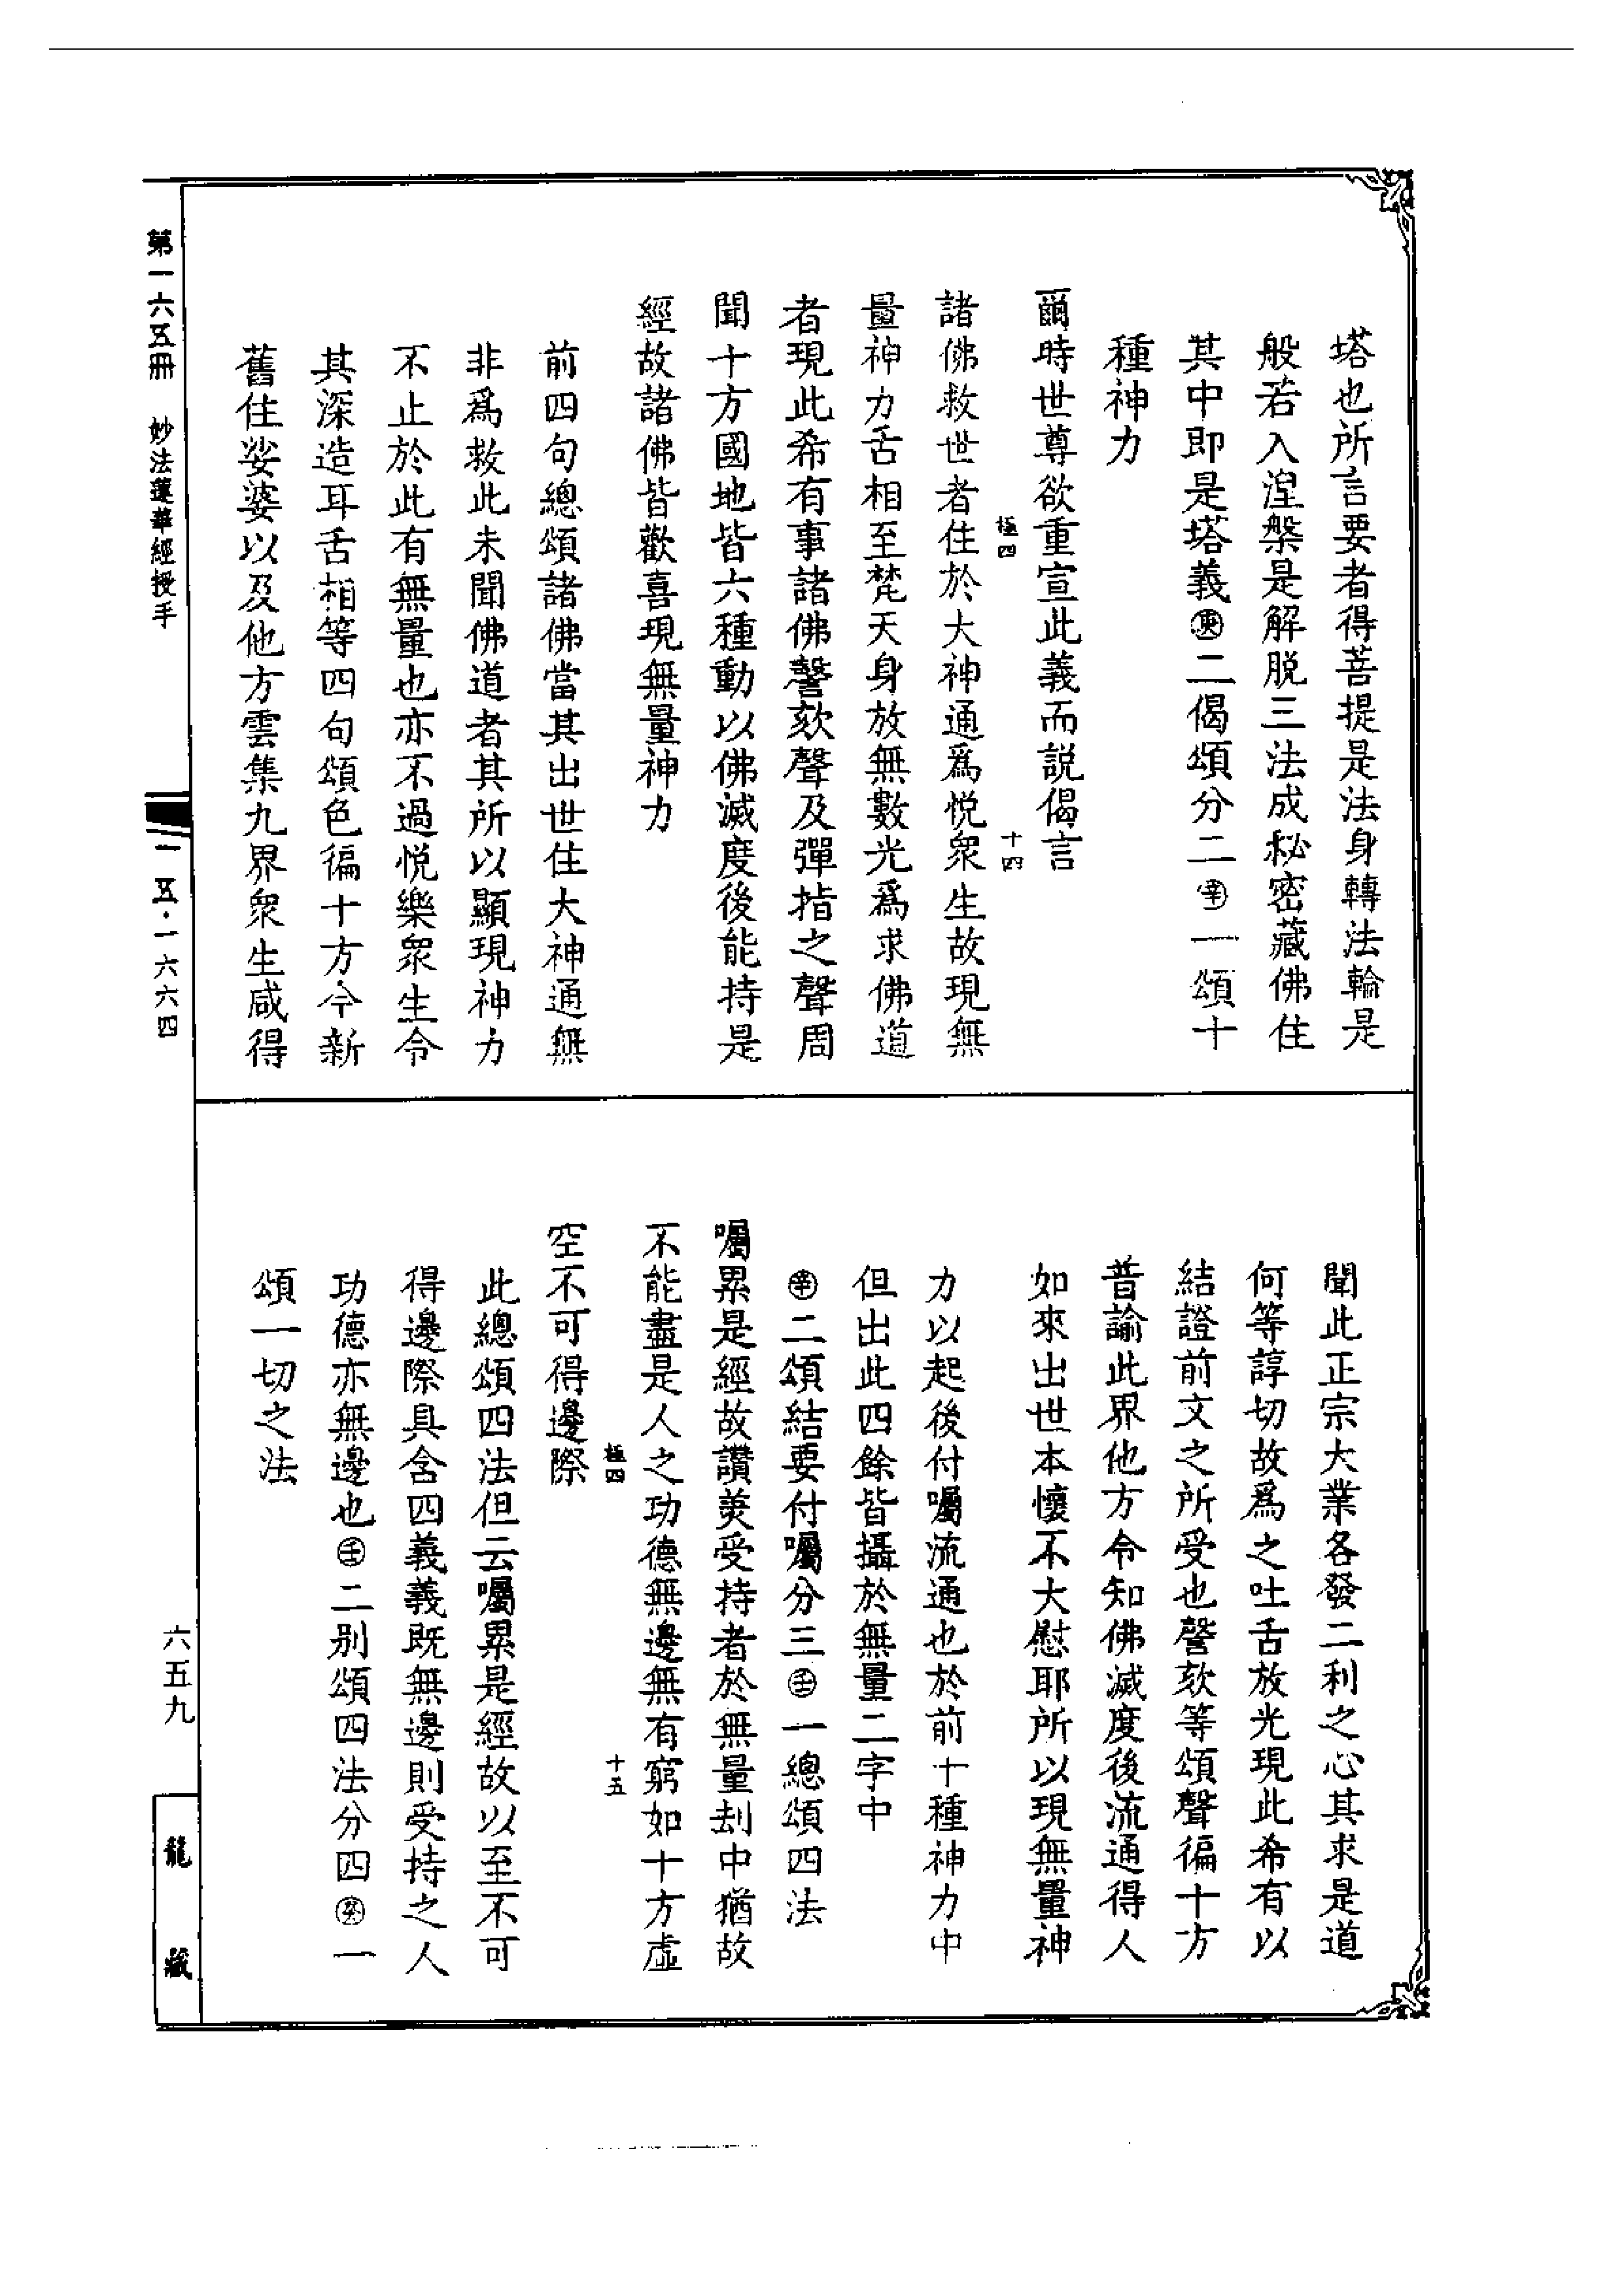 塔也所言要者得菩提是法身轉法輪是
般若入涅槃是解脱三法成秘密藏佛住
其中即是塔義㊎二偈頌分二㊎一頌十
種神力
爾時世尊欲重宣此義而說偈言
極四
十四
諸佛救世者住於大神通爲悦衆生故現無
量神力舌相至梵天身放無數光爲求佛道
者現此希有事諸佛謦欬聲及彈指之聲周
聞十方國地皆六種動以佛滅度後能持是
經故諸佛皆歡喜現無量神力
前四句總頌諸佛當其出世住大神通無
非爲救此未聞佛道者其所以顯現神力
不止於此有無量也亦不過悦樂衆生令
其深造耳舌相等四句頌色徧十方今新
舊住娑婆以及他方雲集九界衆生咸得
聞此正宗大業各發二利之心其求是道
何等諄切故爲之吐舌放光現此希有以
結證前文之所受也謦欬等頌聲徧十方
普諭此界他方令知佛滅度後流通得人
如來出世本懷不大慰耶所以現無量神
力以起後付囑流通也於前十種神力中
但出此四餘皆攝於無量二字中
辛二頌結要付囑分三壬一總頌四法
囑累是經故讚美受持者於無量刦中猶故
不能盡是人之功德無邊無有窮如十方虛
極四
十五
空不可得邊際
此總頌四法但云囑累是經故以至不可
得邊際具含四義義既無邊則受持之人
功德亦無邊也壬二别頌四法分四癸一
頌一切之法
第一六五冊 妙法蓮華經授手
一五·一六六四
六五九
龍藏